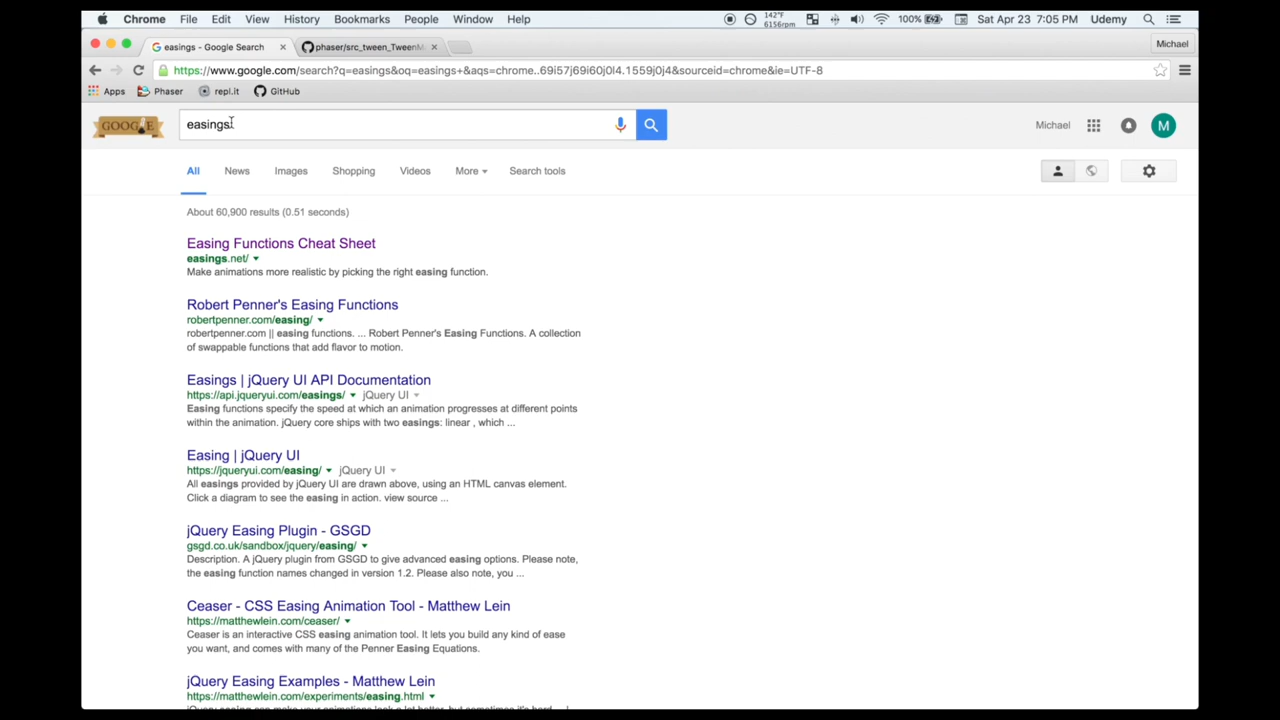 Chrome File Edit View History Bookmarks People Window Help 142°F 6156rpm 100% Sat Apr 23 7:05 PM Udemy
easings - Google Search phaser/src_tween_TweenM Michael
https://www.google.com/search?q=easings&oq=easings+&aqs=chrome..69i57j69i60j0l4.1559j0j4&sourceid=chrome&ie=UTF-8
Apps Phaser repl.it GitHub
GOOGLE easings Michael M
All News Images Shopping Videos More Search tools
About 60,900 results (0.51 seconds)
Easing Functions Cheat Sheet
easings.net/
Make animations more realistic by picking the right easing function.
Robert Penner's Easing Functions
robertpenner.com/easing/
robertpenner.com || easing functions. ... Robert Penner's Easing Functions. A collection
of swappable functions that add flavor to motion.
Easings | jQuery UI API Documentation
https://api.jqueryui.com/easings/ jQuery UI
Easing functions specify the speed at which an animation progresses at different points
within the animation. jQuery core ships with two easings: linear , which ...
Easing | jQuery UI
https://jqueryui.com/easing/ jQuery UI
All easings provided by jQuery UI are drawn above, using an HTML canvas element.
Click a diagram to see the easing in action. view source ...
jQuery Easing Plugin - GSGD
gsgd.co.uk/sandbox/jquery/easing/
Description. A jQuery plugin from GSGD to give advanced easing options. Please note,
the easing function names changed in version 1.2. Please also note, you ...
Ceaser - CSS Easing Animation Tool - Matthew Lein
https://matthewlein.com/ceaser/
Ceaser is an interactive CSS easing animation tool. It lets you build any kind of ease
you want, and comes with many of the Penner Easing Equations.
jQuery Easing Examples - Matthew Lein
https://matthewlein.com/experiments/easing.html